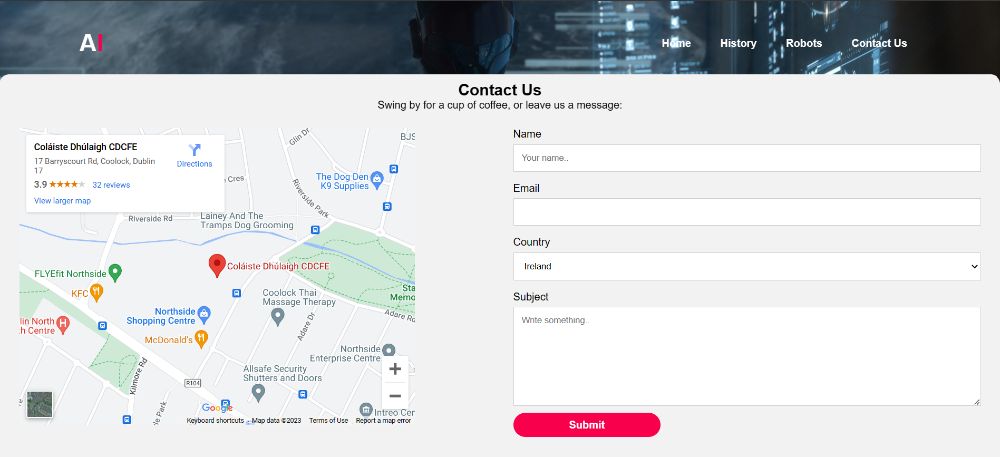 AI
Home History Robots Contact Us
Contact Us
Swing by for a cup of coffee, or leave us a message:
Coláiste Dhúlaigh CDCFE
17 Barryscourt Rd, Coolock, Dublin
17
3.9 32 reviews
View larger map
Directions
Glin Dr
BJS
e Cres
The Dog Den
K9 Supplies
Riverside Park
Riverside Rd
Lainey And The
Tramps Dog Grooming
Coláiste Dhúlaigh CDCFE
FLYEfit Northside
KFC
Coolock Thai
Massage Therapy
Sta
Memo
Northside
Shopping Centre
Adare Rd
Adare Dr
lin North
th Centre
H
McDonald's
Northside
Enterprise Centre
Kilmore Rd
Allsafe Security
Shutters and Doors
R104
le Park
Intreo Cen
Google
Keyboard shortcuts Map data ©2023 Terms of Use Report a map error
Name
Your name..
Email
Country
Ireland
Subject
Write something..
Submit